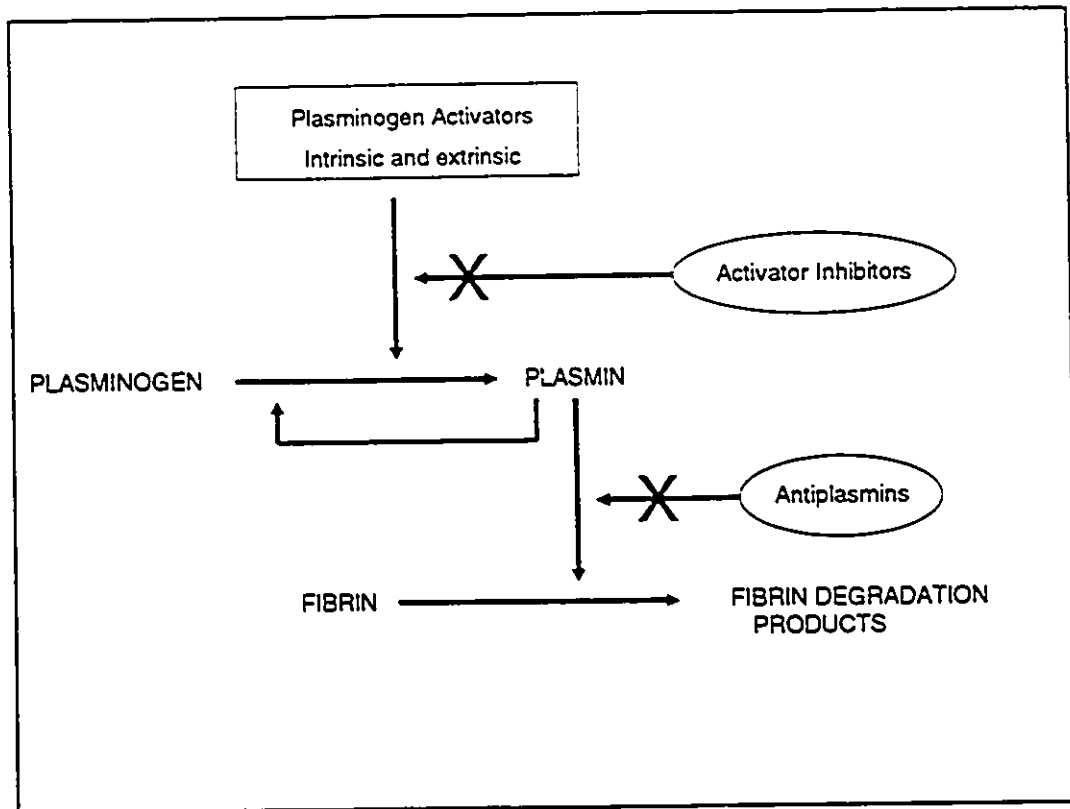 Plasminogen Activators
Intrinsic and extrinsic
Activator Inhibitors
PLASMINOGEN
PLASMIN
Antiplasmins
FIBRIN
FIBRIN DEGRADATION
PRODUCTS